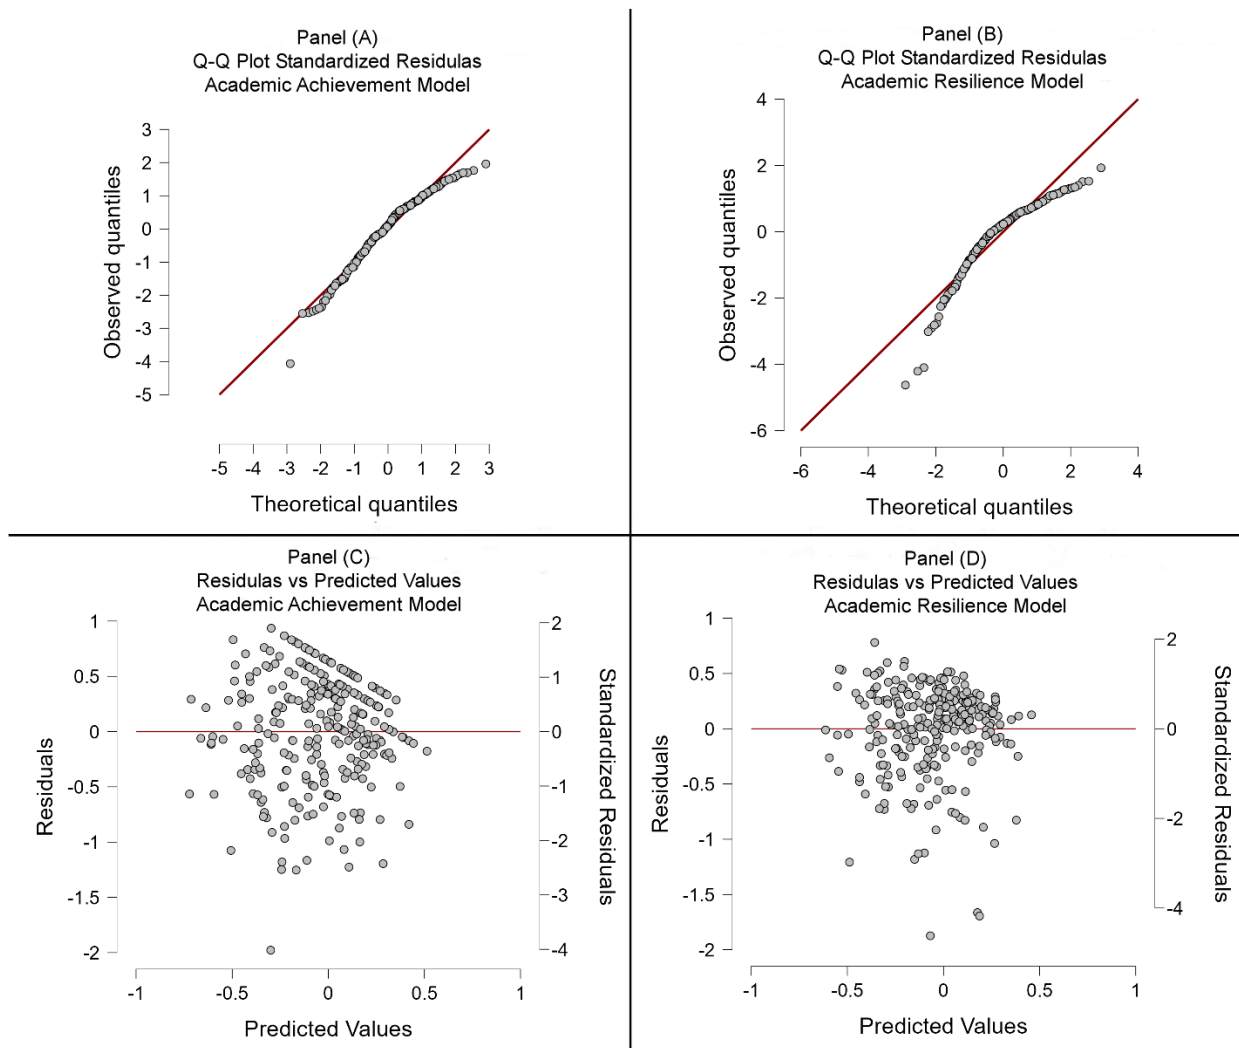 Panel (A)
Q-Q Plot Standardized Residulas
Academic Achievement Model
3
2
1
0
-1
-2
-3
-4
-5
Observed quantiles
-5 -4 -3 -2 -1 0 1 2 3
Theoretical quantiles
Panel (B)
Q-Q Plot Standardized Residulas
Academic Resilience Model
4
2
0
-2
-4
-6
Observed quantiles
-6 -4 -2 0 2 4
Theoretical quantiles
Panel (C)
Residulas vs Predicted Values
Academic Achievement Model
1
0.5
0
-0.5
-1
-1.5
-2
Residuals
2
1
0
-1
-2
-3
-4
Standardized Residuals
-1 -0.5 0 0.5 1
Predicted Values
Panel (D)
Residulas vs Predicted Values
Academic Resilience Model
1
0.5
0
-0.5
-1
-1.5
-2
Residuals
2
0
-2
-4
Standardized Residuals
-1 -0.5 0 0.5 1
Predicted Values